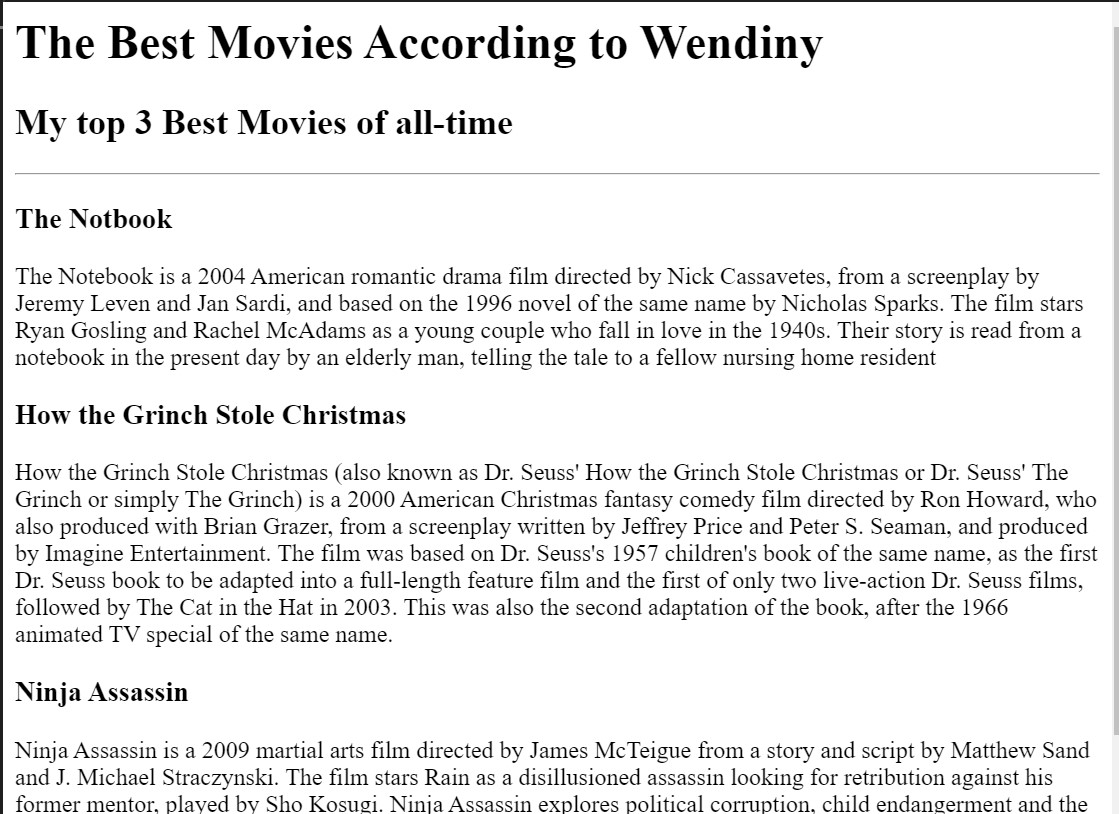 The Best Movies According to Wendiny
My top 3 Best Movies of all-time
The Notbook
The Notebook is a 2004 American romantic drama film directed by Nick Cassavetes, from a screenplay by
Jeremy Leven and Jan Sardi, and based on the 1996 novel of the same name by Nicholas Sparks. The film stars
Ryan Gosling and Rachel McAdams as a young couple who fall in love in the 1940s. Their story is read from a
notebook in the present day by an elderly man, telling the tale to a fellow nursing home resident
How the Grinch Stole Christmas
How the Grinch Stole Christmas (also known as Dr. Seuss' How the Grinch Stole Christmas or Dr. Seuss' The
Grinch or simply The Grinch) is a 2000 American Christmas fantasy comedy film directed by Ron Howard, who
also produced with Brian Grazer, from a screenplay written by Jeffrey Price and Peter S. Seaman, and produced
by Imagine Entertainment. The film was based on Dr. Seuss's 1957 children's book of the same name, as the first
Dr. Seuss book to be adapted into a full-length feature film and the first of only two live-action Dr. Seuss films,
followed by The Cat in the Hat in 2003. This was also the second adaptation of the book, after the 1966
animated TV special of the same name.
Ninja Assassin
Ninja Assassin is a 2009 martial arts film directed by James McTeigue from a story and script by Matthew Sand
and J. Michael Straczynski. The film stars Rain as a disillusioned assassin looking for retribution against his
former mentor, played by Sho Kosugi. Ninja Assassin explores political corruption, child endangerment and the